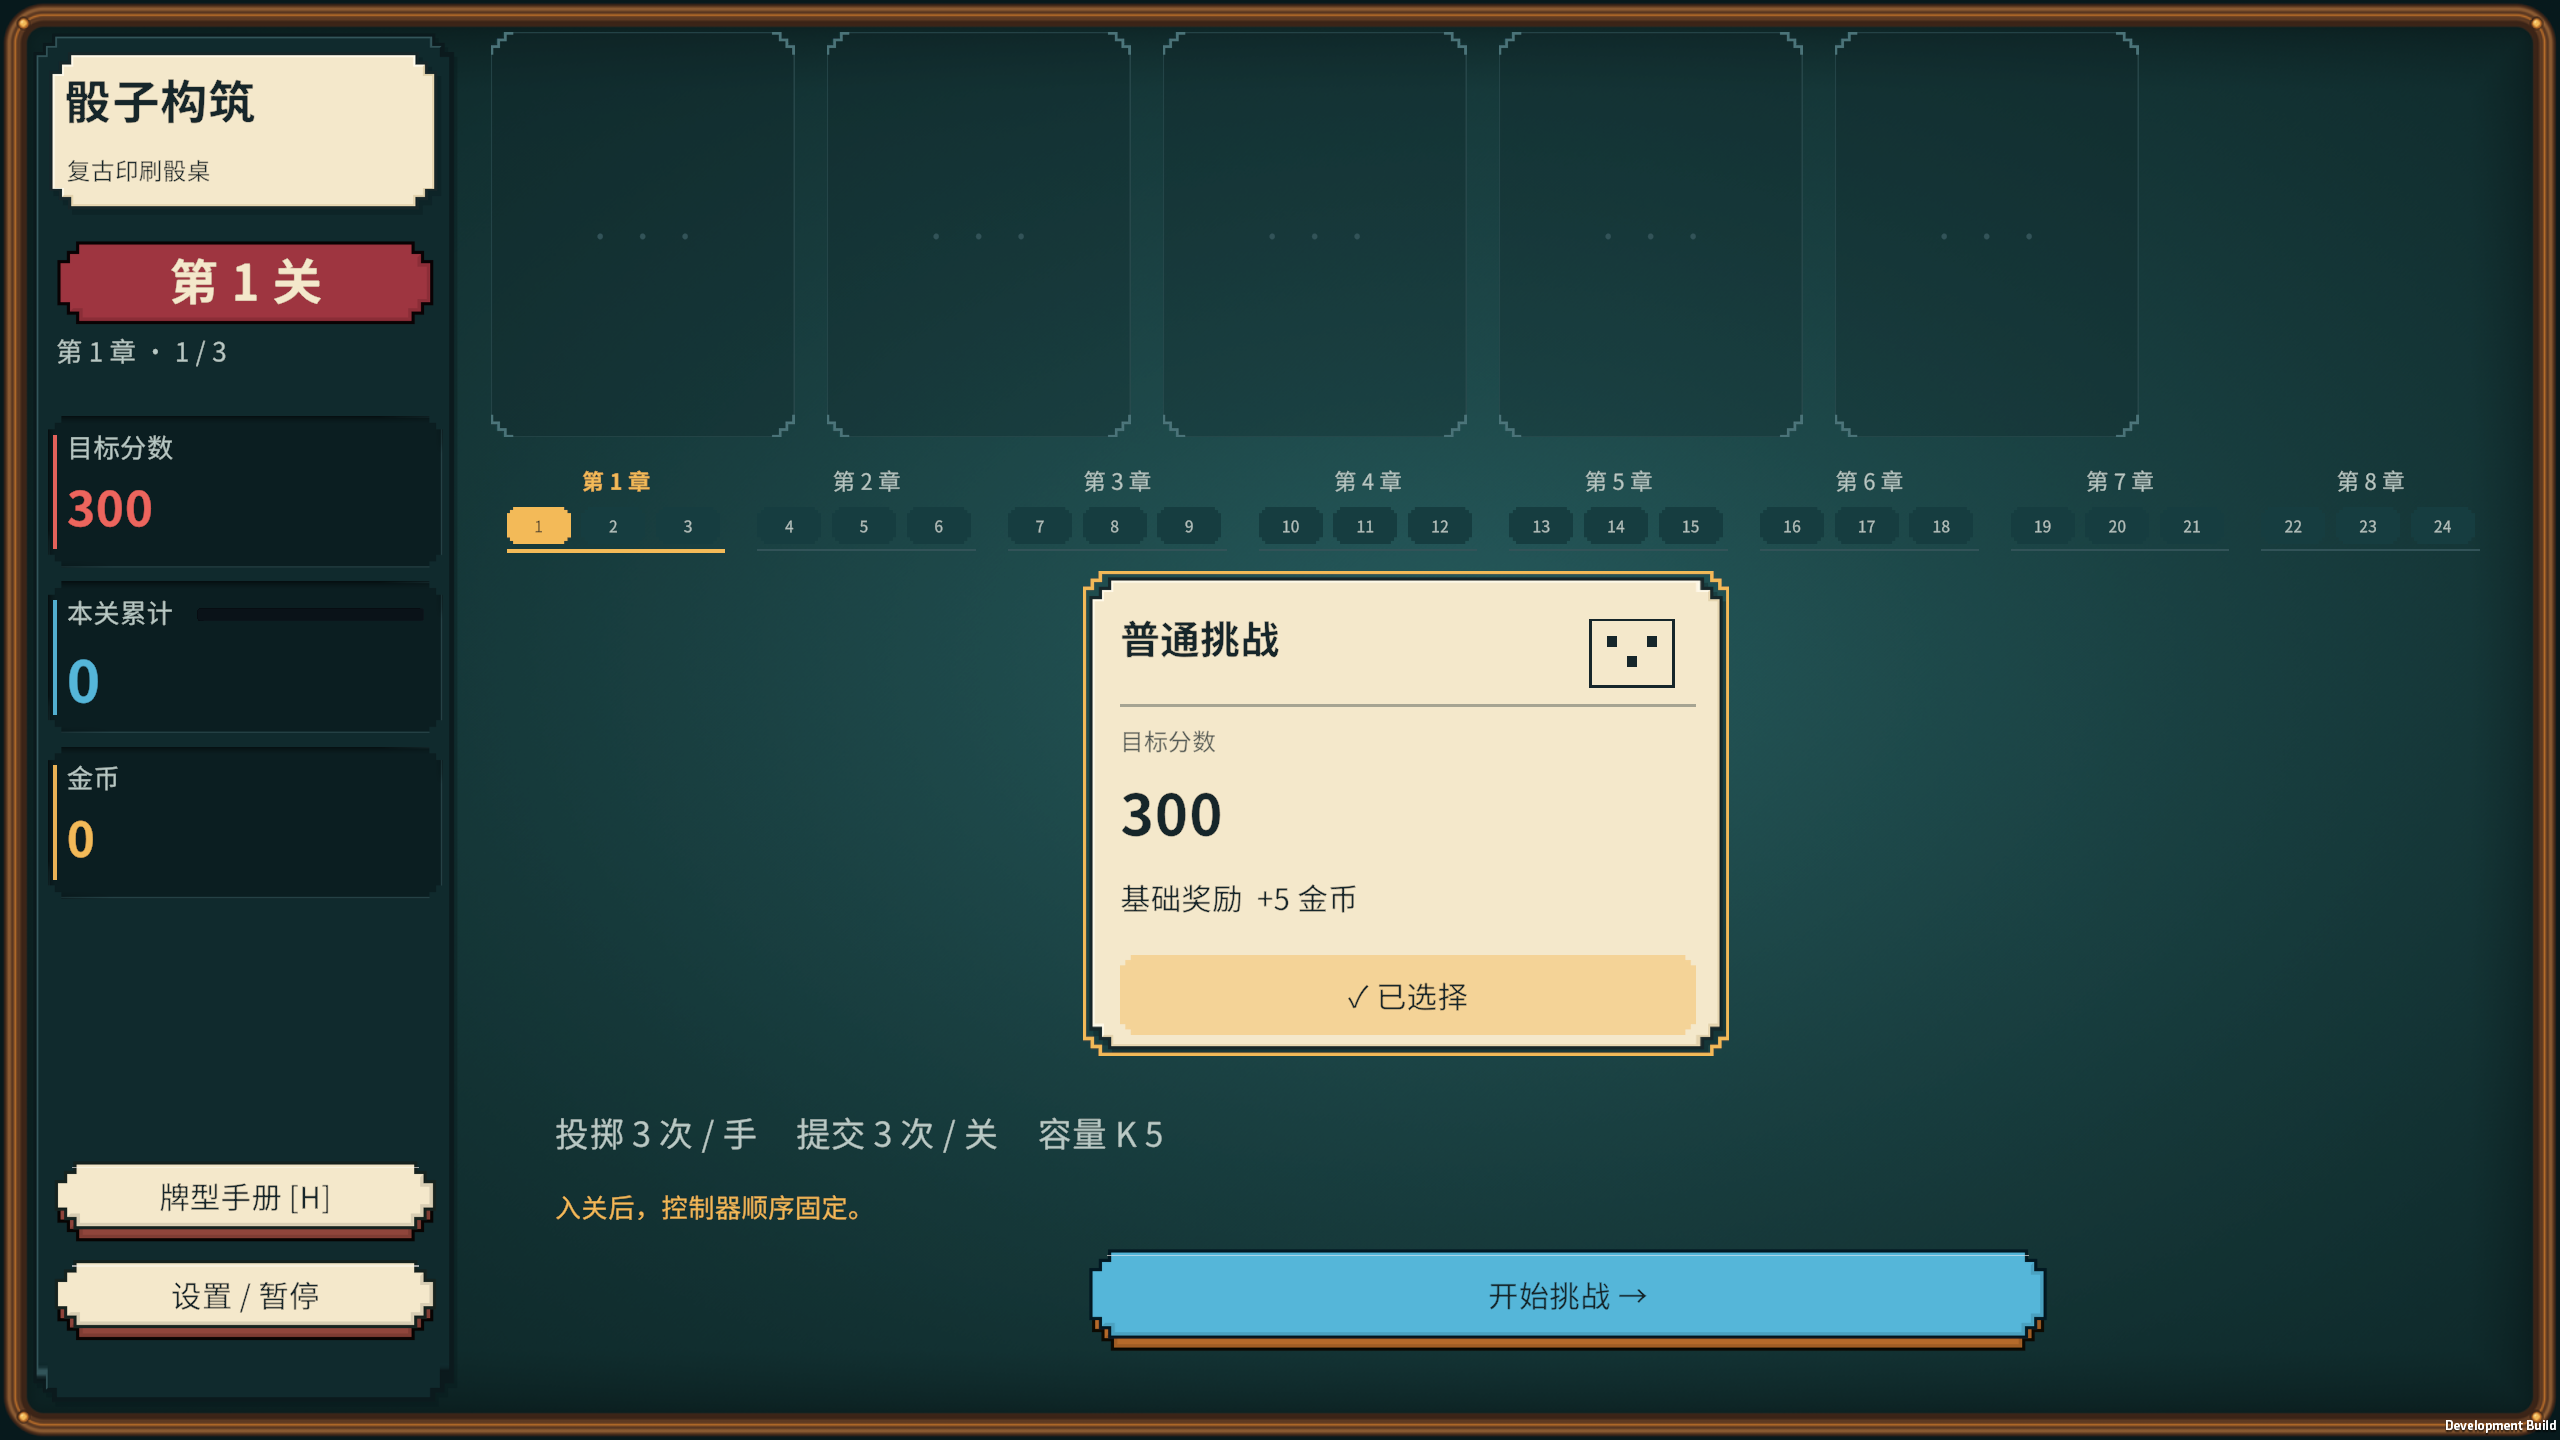 骰子构筑
复古印刷骰桌
第 1 关
第 1 章 · 1 / 3
目标分数
300
本关累计
0
金币
0
牌型手册 [H]
设置 / 暂停
第 1 章 第 2 章 第 3 章 第 4 章 第 5 章 第 6 章 第 7 章 第 8 章
1 2 3 4 5 6 7 8 9 10 11 12 13 14 15 16 17 18 19 20 21 22 23 24
普通挑战
目标分数
300
基础奖励 +5 金币
✓ 已选择
投掷 3 次 / 手 提交 3 次 / 关 容量 K 5
入关后，控制器顺序固定。
开始挑战 →
Development Build